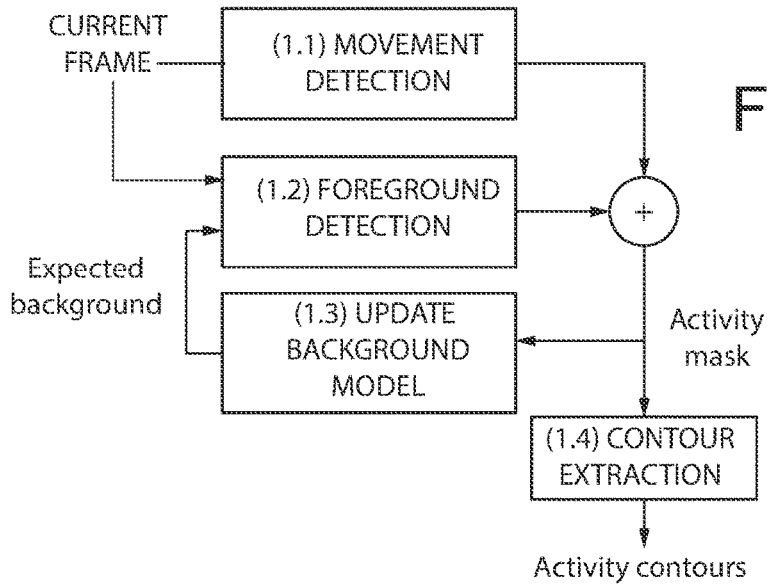 CURRENT
FRAME
(1.1) MOVEMENT
DETECTION
F
(1.2) FOREGROUND
DETECTION
+
Expected
background
(1.3) UPDATE
BACKGROUND
MODEL
Activity
mask
(1.4) CONTOUR
EXTRACTION
Activity contours